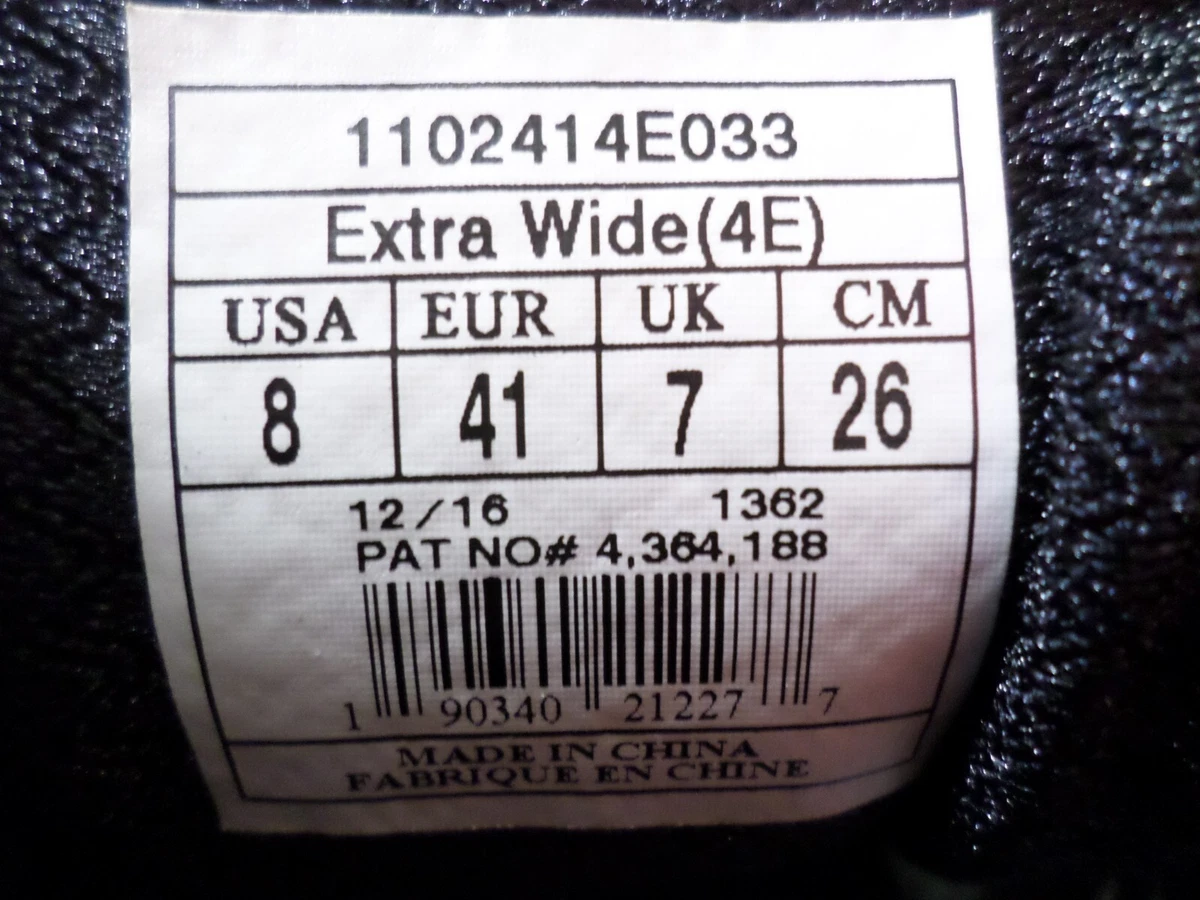 1102414E033
Extra Wide(4E)
USA EUR UK CM
8 41 7 26
12/16 1362
PAT NO# 4,364,188
1 90340 21227 7
MADE IN CHINA
FABRIQUE EN CHINE